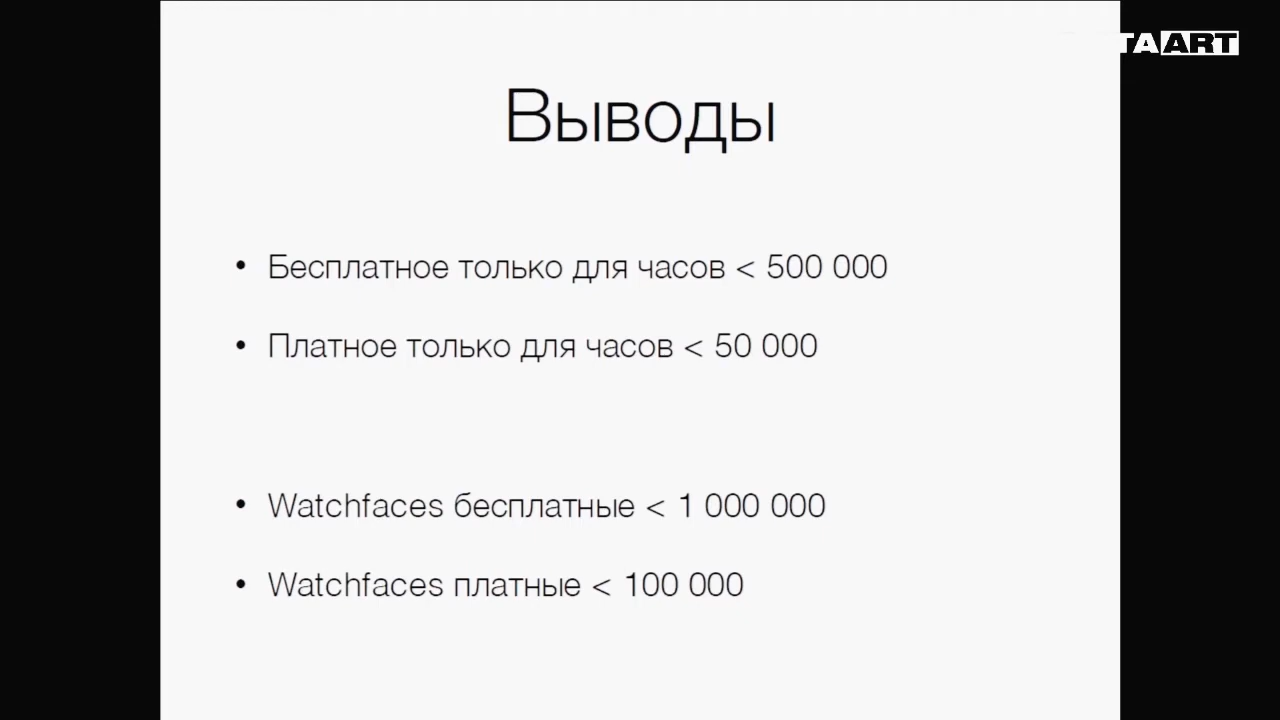 TAART
Выводы
• Бесплатное только для часов < 500 000
• Платное только для часов < 50 000
• Watchfaces бесплатные < 1 000 000
• Watchfaces платные < 100 000